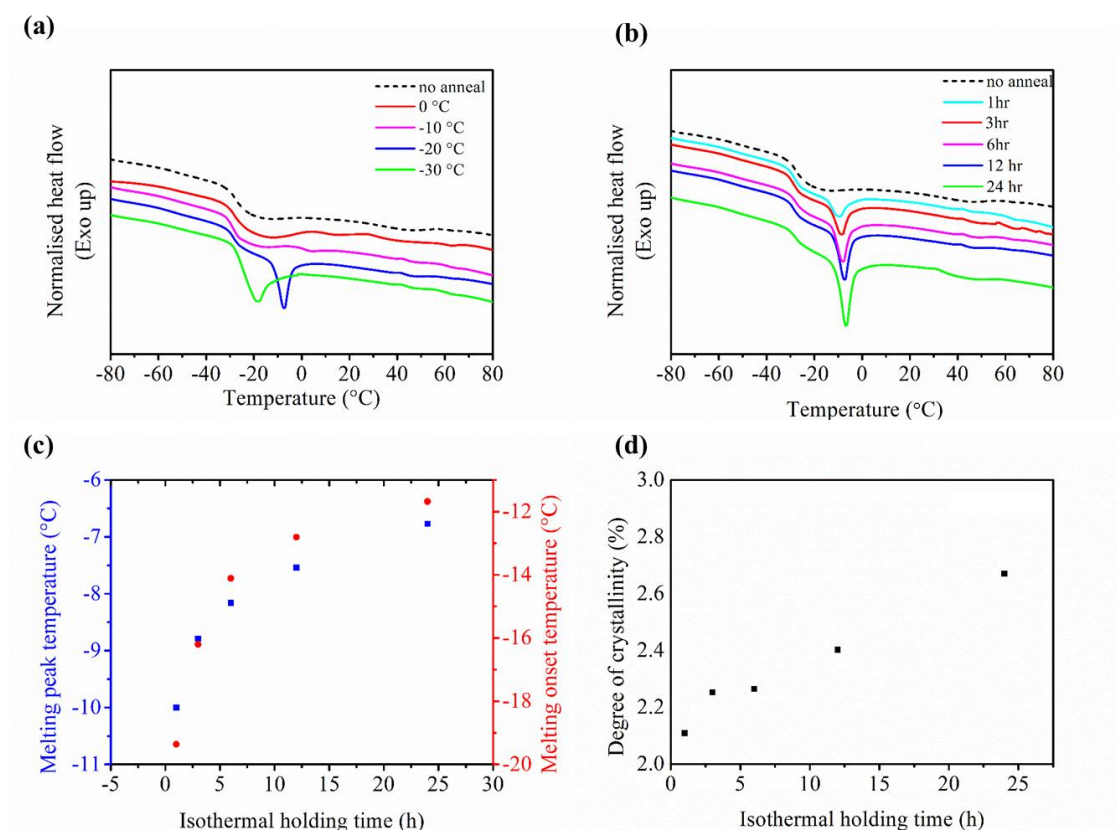 (a)
no anneal
0 °C
-10 °C
-20 °C
-30 °C
Normalised heat flow
(Exo up)
-80 -60 -40 -20 0 20 40 60 80
Temperature (°C)
(b)
no anneal
1hr
3hr
6hr
12 hr
24 hr
Normalised heat flow
(Exo up)
-80 -60 -40 -20 0 20 40 60 80
Temperature (°C)
(c)
Melting peak temperature (°C)
-6
-7
-8
-9
-10
-11
-5 0 5 10 15 20 25 30
Isothermal holding time (h)
-12
-14
-16
-18
-20
Melting onset temperature (°C)
(d)
Degree of crystallinity (%)
3.0
2.8
2.6
2.4
2.2
2.0
0 5 10 15 20 25
Isothermal holding time (h)